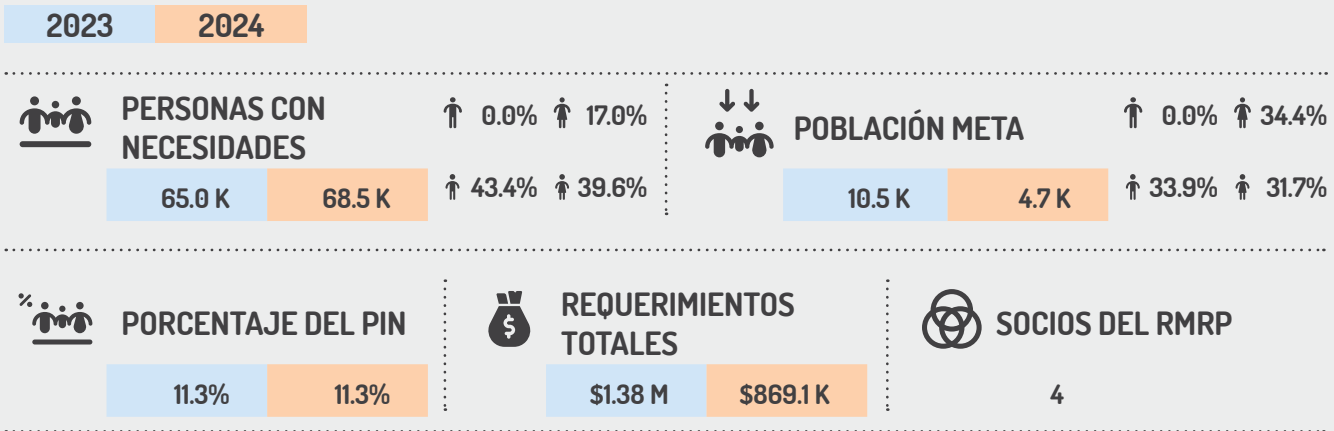 2023 2024
PERSONAS CON
NECESIDADES
65.0 K 68.5 K
0.0% 17.0%
43.4% 39.6%
POBLACIÓN META
10.5 K 4.7 K
0.0% 34.4%
33.9% 31.7%
%
PORCENTAJE DEL PIN
11.3% 11.3%
$
REQUERIMIENTOS
TOTALES
$1.38 M $869.1 K
SOCIOS DEL RMRP
4